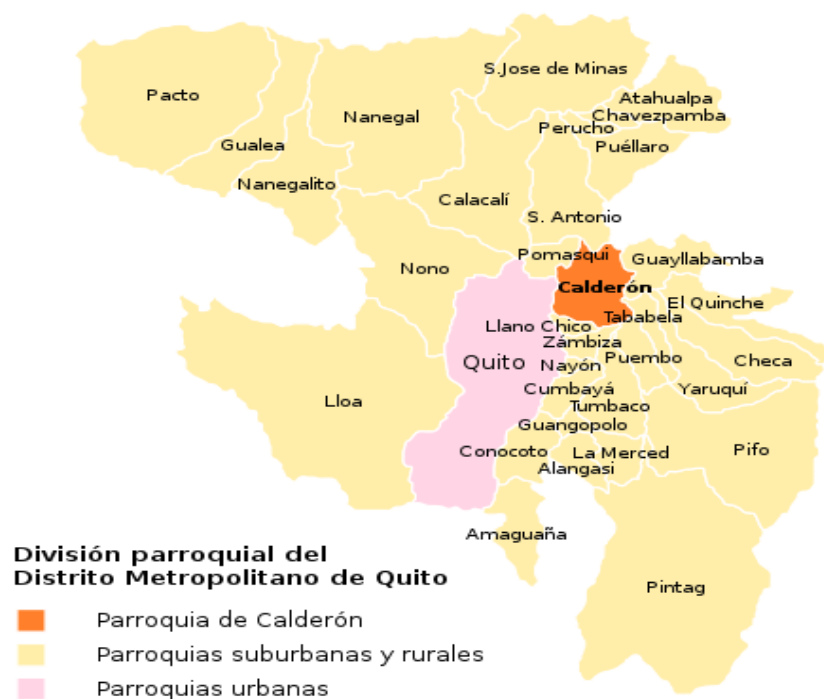 S.Jose de Minas
Pacto
Atahualpa
Chavezpamba
Nanegal
Perucho
Gualea
Puéllaro
Nanegalito
Calacalí
S. Antonio
Pomasqui
Guayllabamba
Nono
Calderón
El Quinche
Tababela
Llano Chico
Zámbiza
Puembo
Checa
Quito
Nayón
Cumbayá
Yaruquí
Lloa
Tumbaco
Guangopolo
Conocoto
La Merced
Pifo
Alangasi
Amaguaña
Pintag
División parroquial del
Distrito Metropolitano de Quito
Parroquia de Calderón
Parroquias suburbanas y rurales
Parroquias urbanas